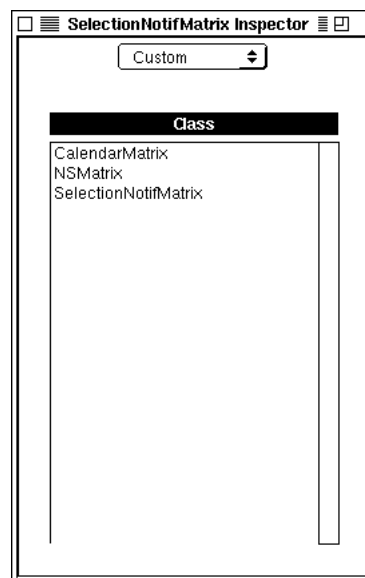 SelectionNotifMatrix Inspector
Custom
Class
CalendarMatrix
NSMatrix
SelectionNotifMatrix